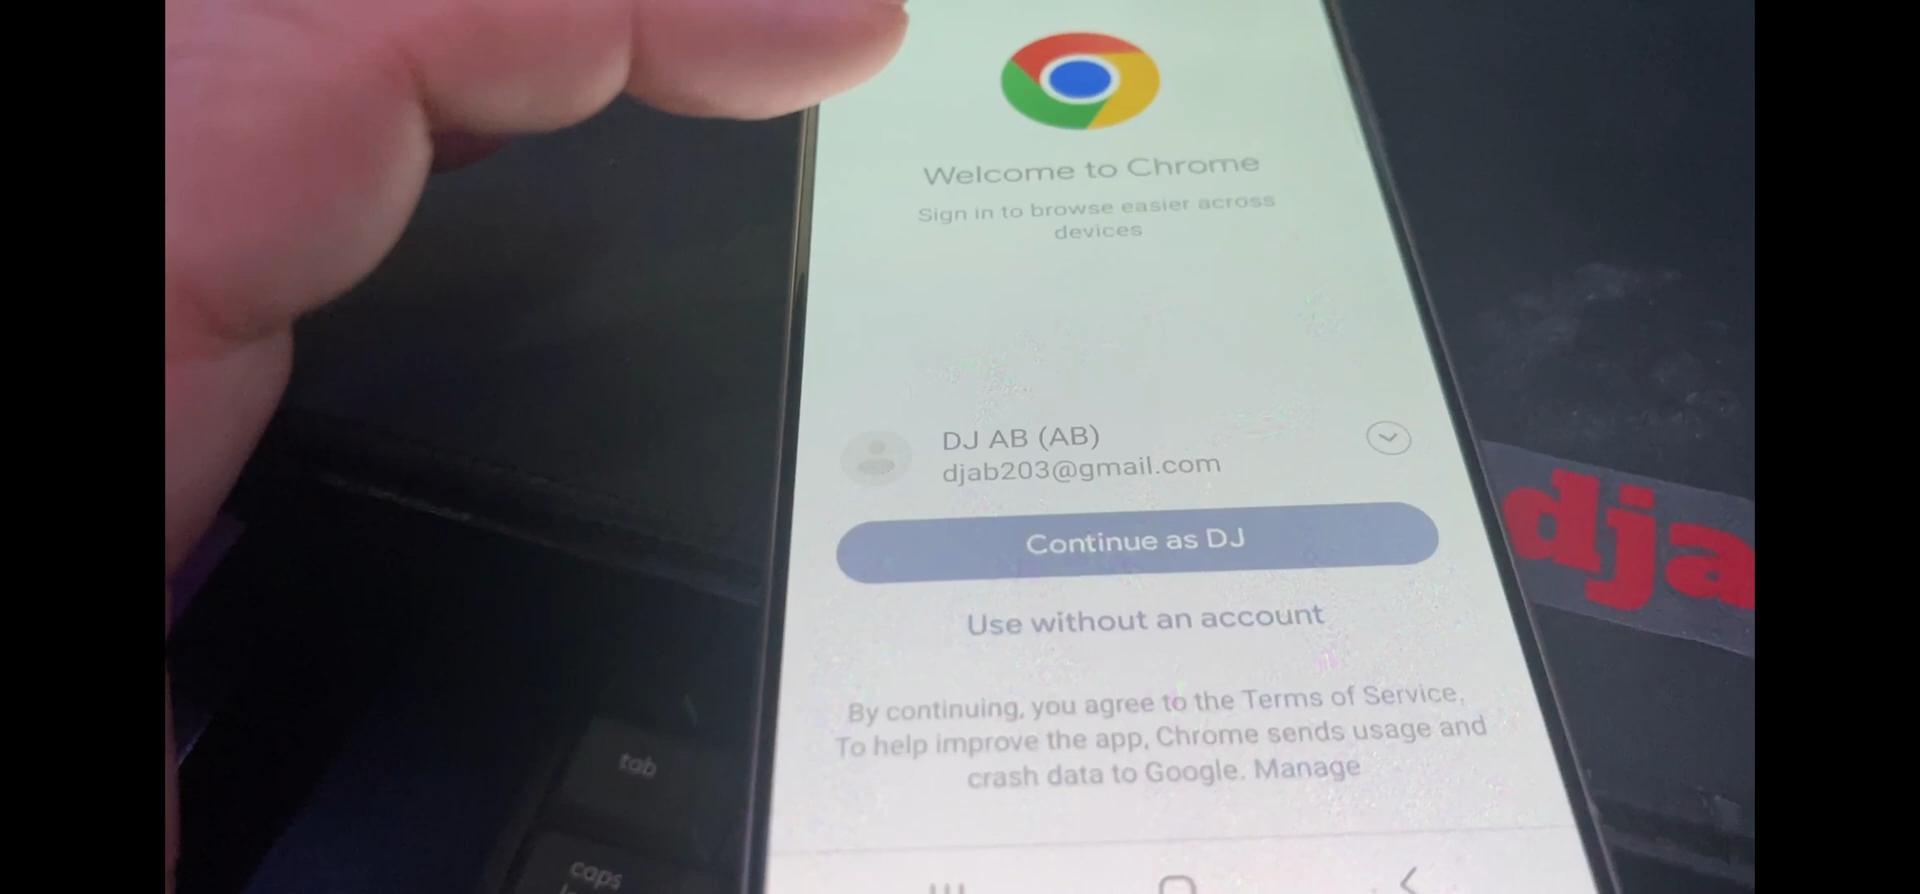 Welcome to Chrome
Sign in to browse easier across
devices
DJ AB (AB)
djab203@gmail.com
Continue as DJ
Use without an account
By continuing, you agree to the Terms of Service.
To help improve the app, Chrome sends usage and
crash data to Google. Manage
dja
tab
caps